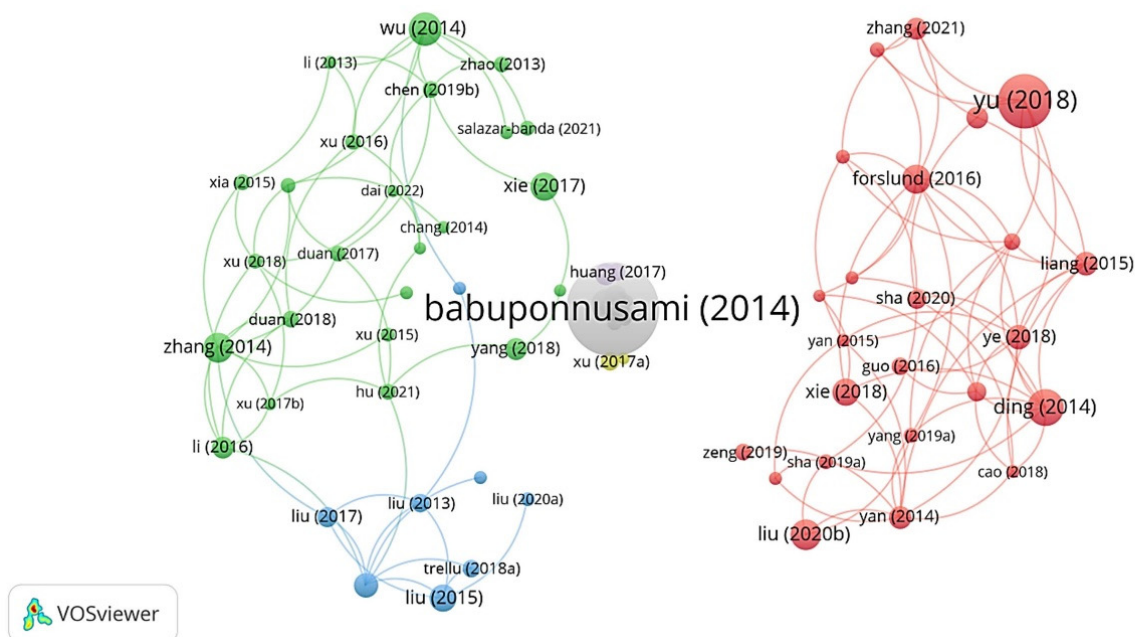 wu (2014)
li (2013)
zhao (2013)
chen (2019b)
salazar-banda (2021)
xu (2016)
xia (2015)
dai (2022)
xie (2017)
chang (2014)
duan (2017)
xu (2018)
huang (2017)
babuponnusami (2014)
duan (2018)
xu (2015)
zhang (2014)
yang (2018)
xu (2017a)
hu (2021)
xu (2017b)
li (2016)
liu (2013)
liu (2020a)
liu (2017)
trellu (2018a)
liu (2015)
zhang (2021)
yu (2018)
forslund (2016)
liang (2015)
sha (2020)
ye (2018)
yan (2015)
guo (2016)
xie (2018)
ding (2014)
yang (2019a)
zeng (2019)
sha (2019a)
cao (2018)
yan (2014)
liu (2020b)
VOSviewer